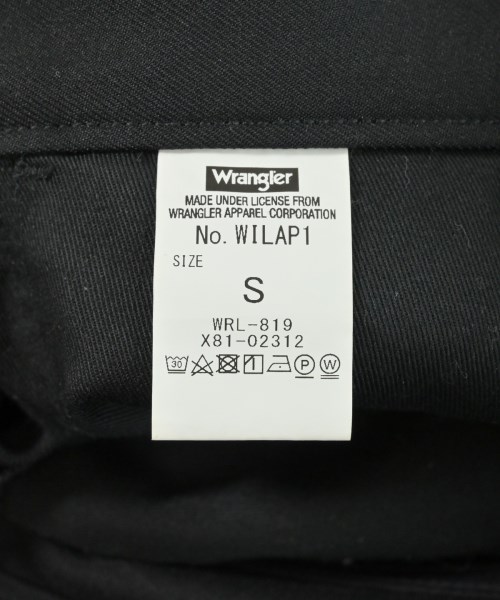 Wrangler
MADE UNDER LICENSE FROM
WRANGLER APPAREL CORPORATION
No. WILAP1
SIZE
S
WRL-819
X81-02312
30 P W